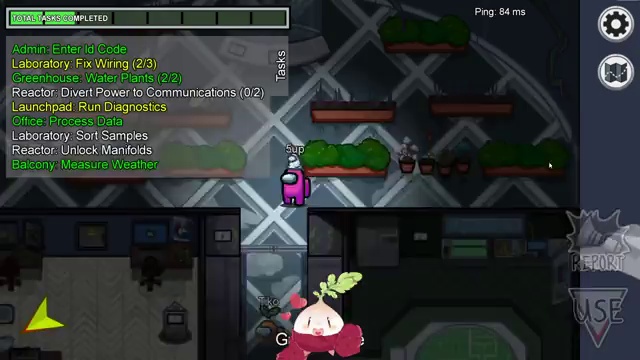 TOTAL TASKS COMPLETED
Ping: 84 ms
Tasks
Admin: Enter Id Code
Laboratory: Fix Wiring (2/3)
Greenhouse: Water Plants (2/2)
Reactor: Divert Power to Communications (0/2)
Launchpad: Run Diagnostics
Office: Process Data
Laboratory: Sort Samples
Reactor: Unlock Manifolds
Balcony: Measure Weather
5up
REPORT
USE
Tiko